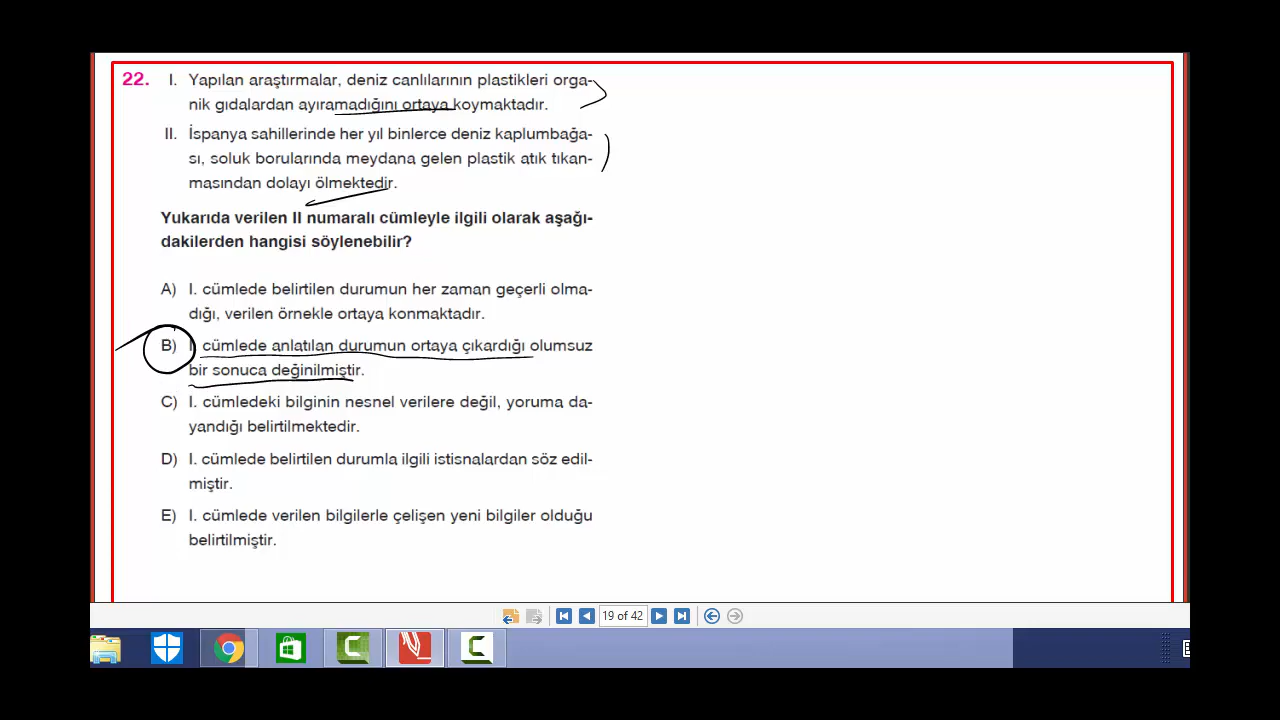 22. I. Yapılan araştırmalar, deniz canlılarının plastikleri orga-
nik gıdalardan ayıramadığını ortaya koymaktadır.
II. İspanya sahillerinde her yıl binlerce deniz kaplumbağa-
sı, soluk borularında meydana gelen plastik atık tıkan-
masından dolayı ölmektedir.
Yukarıda verilen II numaralı cümleyle ilgili olarak aşağı-
dakilerden hangisi söylenebilir?
A) I. cümlede belirtilen durumun her zaman geçerli olma-
dığı, verilen örnekle ortaya konmaktadır.
B) I. cümlede anlatılan durumun ortaya çıkardığı olumsuz
bir sonuca değinilmiştir.
C) I. cümledeki bilginin nesnel verilere değil, yoruma da-
yandığı belirtilmektedir.
D) I. cümlede belirtilen durumla ilgili istisnalardan söz edil-
miştir.
E) I. cümlede verilen bilgilerle çelişen yeni bilgiler olduğu
belirtilmiştir.
19 of 42